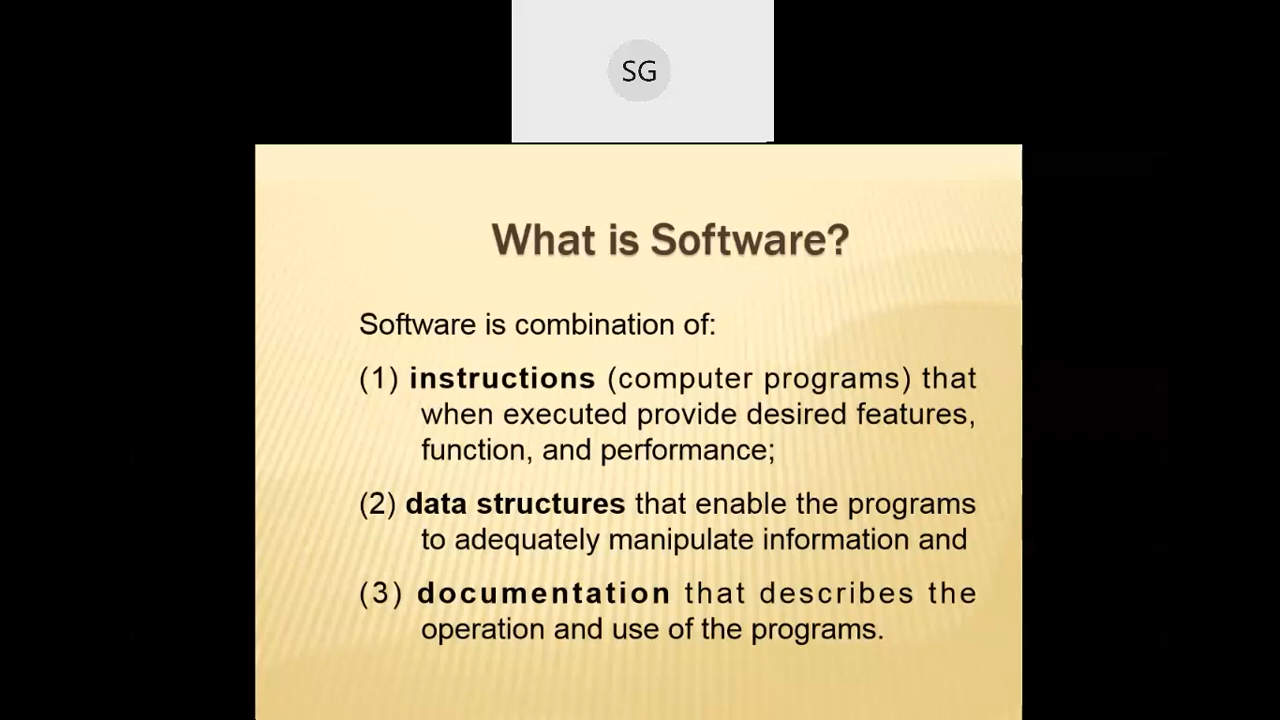 SG
What is Software?
Software is combination of:
(1) instructions (computer programs) that
when executed provide desired features,
function, and performance;
(2) data structures that enable the programs
to adequately manipulate information and
(3) documentation that describes the
operation and use of the programs.